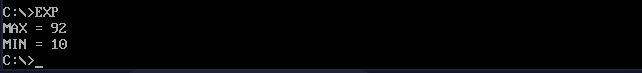 C:\>EXP
MAX = 92
MIN = 10
C:\>_